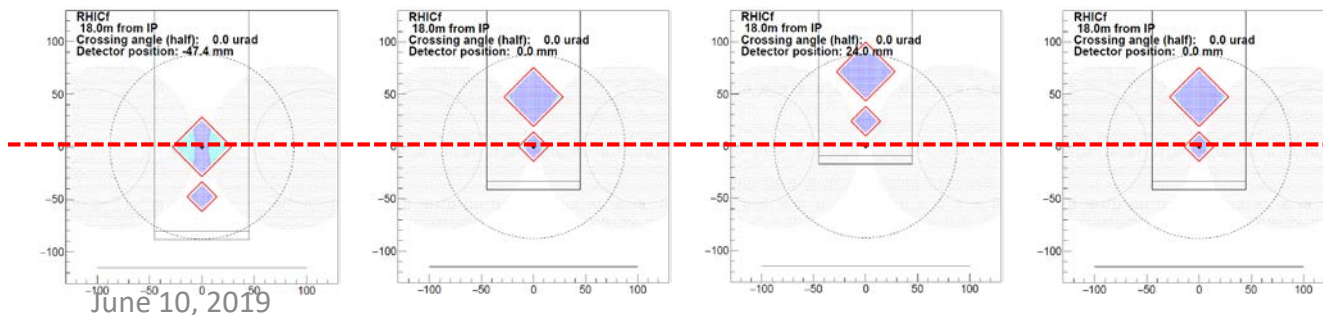 RHICf
18.0m from IP
Crossing angle (half): 0.0 urad
Detector position: -47.4 mm
100
50
0
−50
−100
−100
−50
0
50
100
RHICf
18.0m from IP
Crossing angle (half): 0.0 urad
Detector position: 0.0 mm
100
50
0
−50
−100
−100
−50
0
50
100
RHICf
18.0m from IP
Crossing angle (half): 0.0 urad
Detector position: 24.0 mm
100
50
0
−50
−100
−100
−50
0
50
100
RHICf
18.0m from IP
Crossing angle (half): 0.0 urad
Detector position: 0.0 mm
100
50
0
−50
−100
−100
−50
0
50
100
June 10, 2019